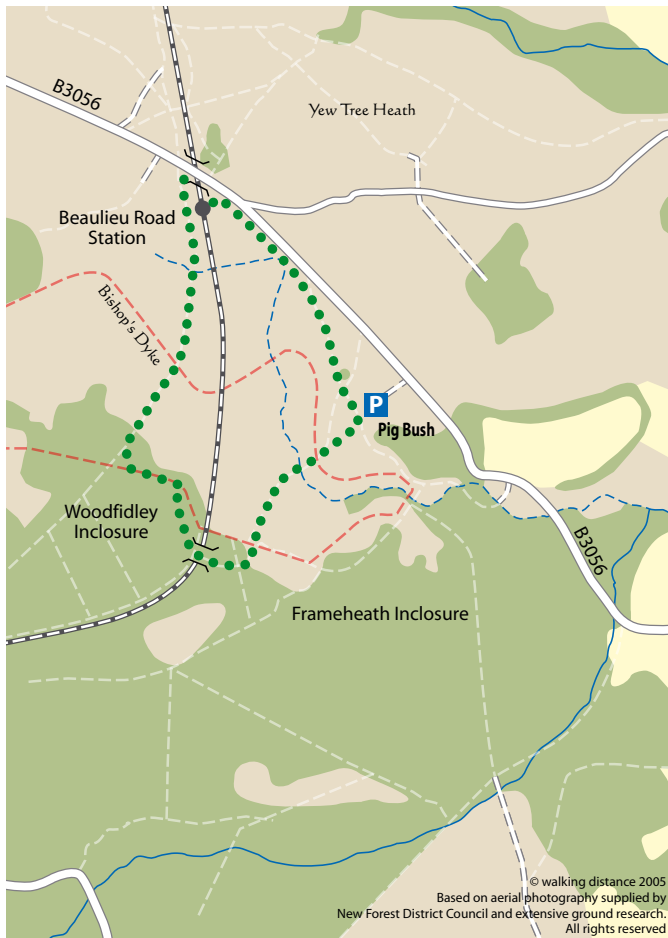 B3056
Yew Tree Heath
Beaulieu Road
Station
Bishop's Dyke
P
Pig Bush
Woodfidley
Inclosure
B3056
Frameheath Inclosure
© walking distance 2005
Based on aerial photography supplied by
New Forest District Council and extensive ground research.
All rights reserved